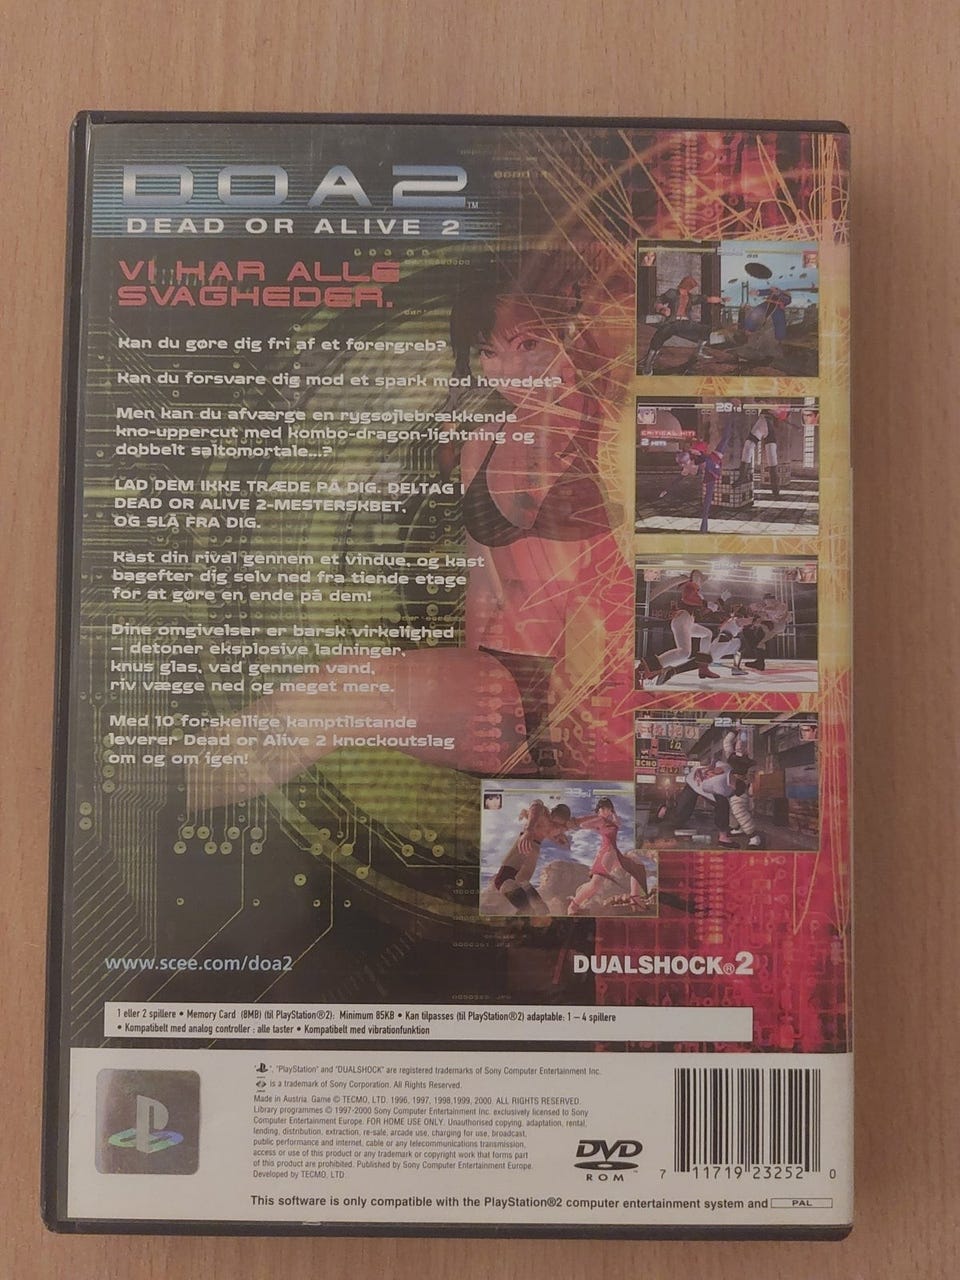 DOA2™
DEAD OR ALIVE 2
VI HAR ALLE
SVAGHEDER.
Kan du gøre dig fri af et førergreb?
Kan du forsvare dig mod et spark mod hovedet?
Men kan du afværge en rygsøjlebrækkende
kno-uppercut med kombo-dragon-lightning og
dobbelt saltomortale...?
LAD DEM IKKE TRÆDE PÅ DIG. DELTAG I
DEAD OR ALIVE 2-MESTERSKBET,
OG SLÅ FRA DIG.
Kast din rival gennem et vindue, og kast
bagefter dig selv ned fra tiende etage
for at gøre en ende på dem!
Dine omgivelser er barsk virkelighed
– detoner eksplosive ladninger,
knus glas, vad gennem vand,
riv vægge ned og meget mere.
Med 10 forskellige kamptilstande
leverer Dead or Alive 2 knockoutslag
om og om igen!
CRITICAL HIT!
2 HITS
www.scee.com/doa2
DUALSHOCK®2
1 eller 2 spillere • Memory Card (8MB) (til PlayStation®2): Minimum 85KB • Kan tilpasses (til PlayStation®2) adaptable: 1 – 4 spillere
• Kompatibelt med analog controller : alle taster • Kompatibelt med vibrationfunktion
", "PlayStation" and "DUALSHOCK" are registered trademarks of Sony Computer Entertainment Inc.
is a trademark of Sony Corporation. All Rights Reserved.
Made in Austria. Game © TECMO, LTD. 1996, 1997, 1998,1999, 2000. ALL RIGHTS RESERVED.
Library programmes © 1997-2000 Sony Computer Entertainment Inc. exclusively licensed to Sony
Computer Entertainment Europe. FOR HOME USE ONLY. Unauthorised copying, adaptation, rental,
lending, distribution, extraction, re-sale, arcade use, charging for use, broadcast,
public performance and internet, cable or any telecommunications transmission,
access or use of this product or any trademark or copyright work that forms part
of this product are prohibited. Published by Sony Computer Entertainment Europe.
Developed by TECMO, LTD.
DVD
ROM
7 11719 23252 0
This software is only compatible with the PlayStation®2 computer entertainment system and PAL